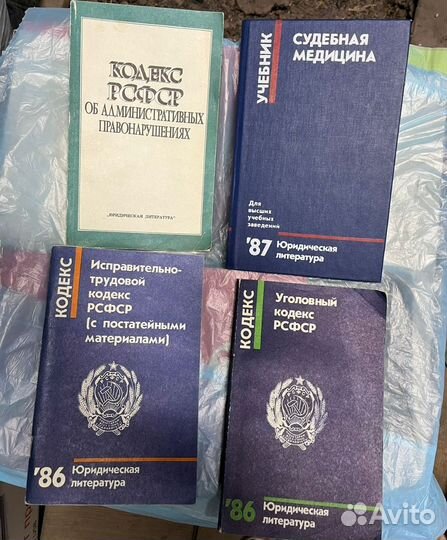 КОДЕКС
РСФСР
ОБ АДМИНИСТРАТИВНЫХ
ПРАВОНАРУШЕНИЯХ
"ЮРИДИЧЕСКАЯ ЛИТЕРАТУРА"
УЧЕБНИК
СУДЕБНАЯ
МЕДИЦИНА
Для
высших
учебных
заведений
'87 Юридическая
литература
КОДЕКС
Исправительно-
трудовой
кодекс
РСФСР
(с постатейными
материалами)
'86 Юридическая
литература
КОДЕКС
Уголовный
кодекс
РСФСР
'86 Юридическая
литература
Avito